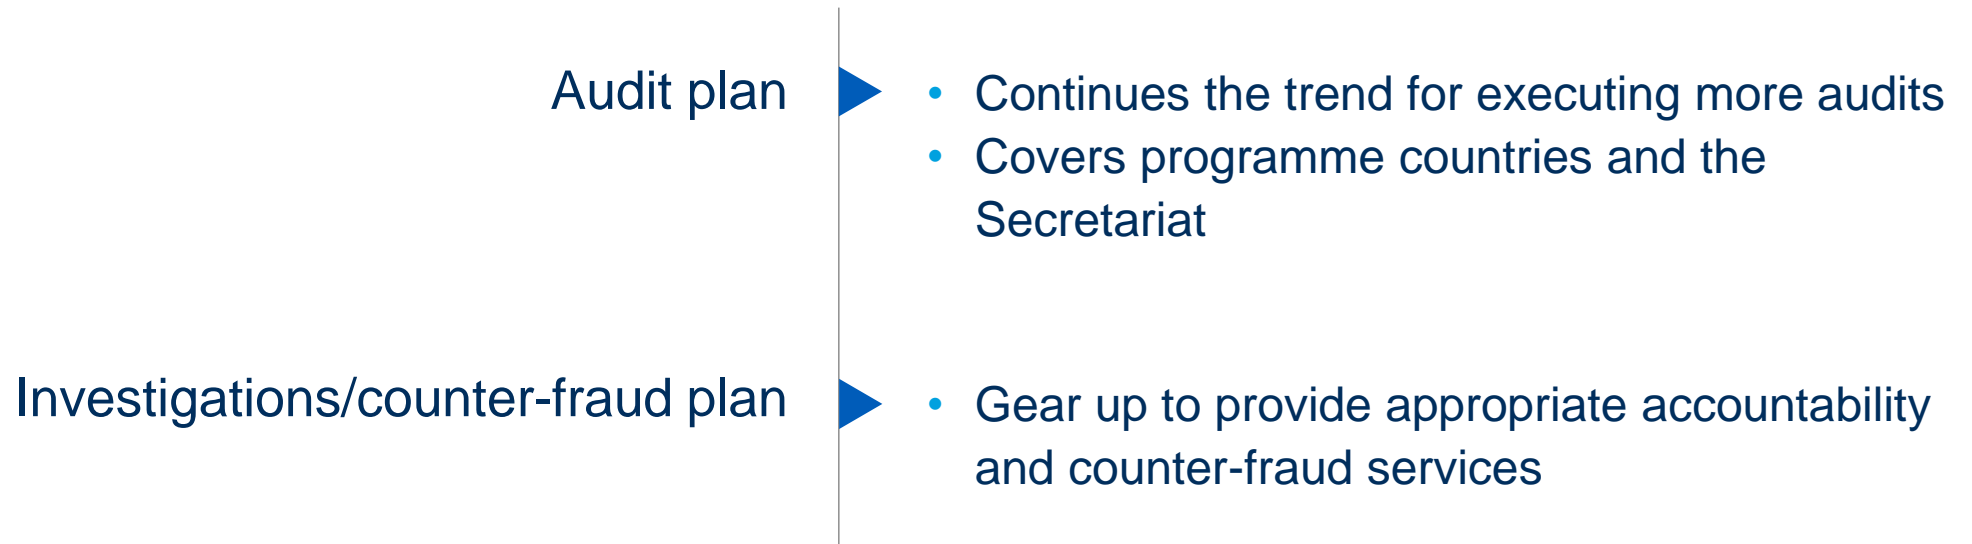 Audit plan
• Continues the trend for executing more audits
• Covers programme countries and the
Secretariat
Investigations/counter-fraud plan
• Gear up to provide appropriate accountability
and counter-fraud services